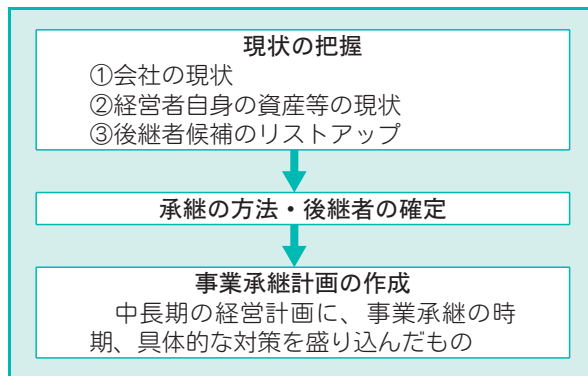 現状の把握
①会社の現状
②経営者自身の資産等の現状
③後継者候補のリストアップ
承継の方法・後継者の確定
事業承継計画の作成
　中長期の経営計画に、事業承継の時
期、具体的な対策を盛り込んだもの